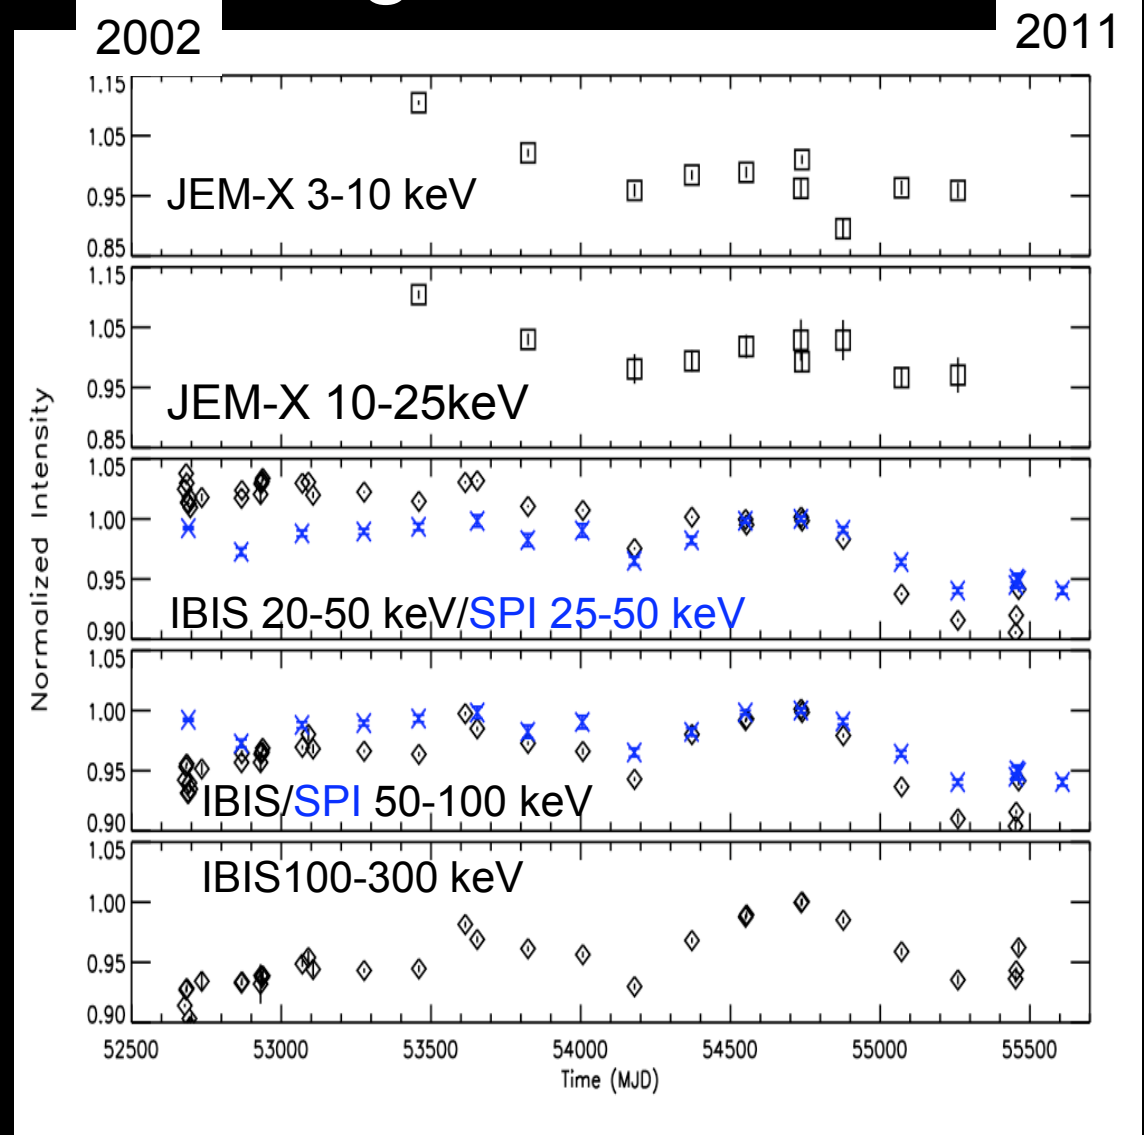 2002
2011
1.15
1.05
0.95
0.85
JEM-X 3-10 keV
1.15
1.05
0.95
0.85
JEM-X 10-25keV
Normalized Intensity
1.05
1.00
0.95
0.90
IBIS 20-50 keV/SPI 25-50 keV
1.05
1.00
0.95
0.90
IBIS/SPI 50-100 keV
1.05
1.00
0.95
0.90
IBIS100-300 keV
52500 53000 53500 54000 54500 55000 55500
Time (MJD)